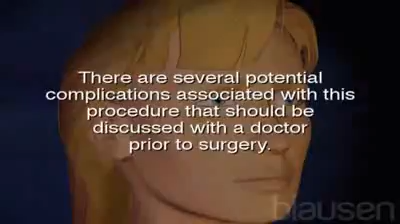 There are several potential
complications associated with this
procedure that should be
discussed with a doctor
prior to surgery.
blausen